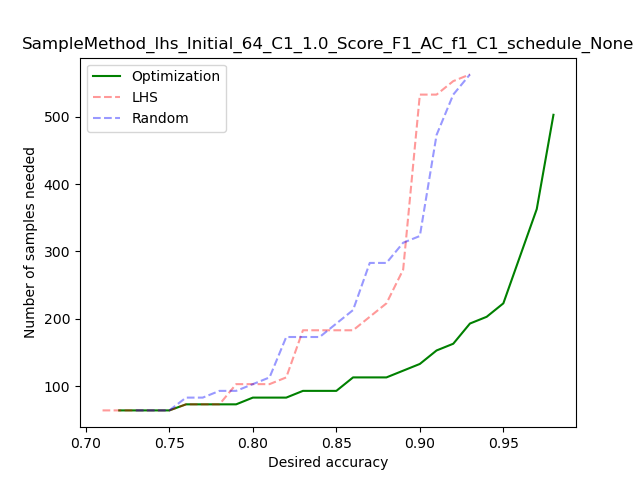 SampleMethod_lhs_Initial_64_C1_1.0_Score_F1_AC_f1_C1_schedule_None
Optimization
LHS
Random
Number of samples needed
500
400
300
200
100
0.70 0.75 0.80 0.85 0.90 0.95
Desired accuracy